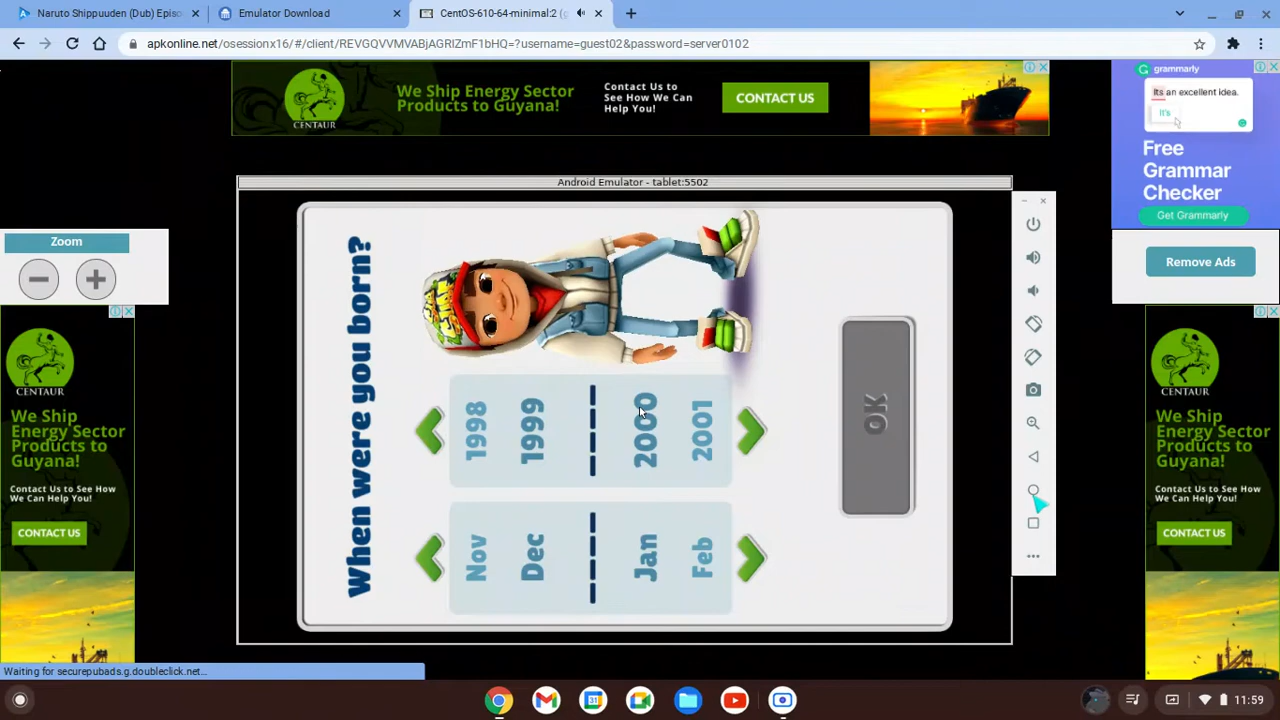 Naruto Shippuuden (Dub) Episo
Emulator Download
CentOS-610-64-minimal:2 (g
apkonline.net/osessionx16/#/client/REVGQVVMVABjAGRIZmF1bHQ=?username=guest02&password=server0102
CENTAUR
We Ship Energy Sector
Products to Guyana!
Contact Us to
See How We Can
Help You!
CONTACT US
grammarly
Its an excellent idea.
It's
Free
Grammar
Checker
Get Grammarly
Android Emulator - tablet:5502
Zoom
Remove Ads
When were you born?
Nov
Dec
Jan
Feb
1998
1999
2000
2001
OK
CENTAUR
We Ship
Energy Sector
Products to
Guyana!
Contact Us to See How
We Can Help You!
CONTACT US
CENTAUR
We Ship
Energy Sector
Products to
Guyana!
Contact Us to See How
We Can Help You!
CONTACT US
Waiting for securepubads.g.doubleclick.net...
31
11:59